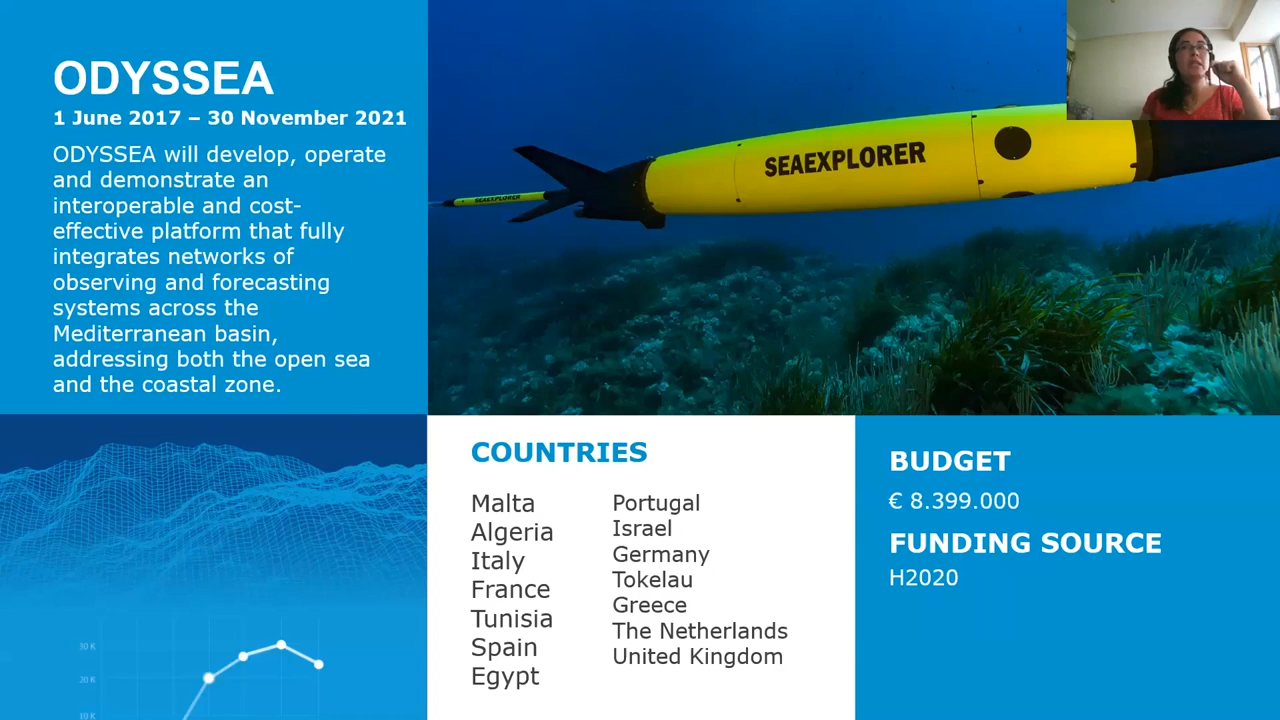 ODYSSEA
1 June 2017 – 30 November 2021
ODYSSEA will develop, operate
and demonstrate an
interoperable and cost-
effective platform that fully
integrates networks of
observing and forecasting
systems across the
Mediterranean basin,
addressing both the open sea
and the coastal zone.
SEAEXPLORER
SEAEXPLORER
30 K
20 K
10 K
COUNTRIES
Malta
Algeria
Italy
France
Tunisia
Spain
Egypt
Portugal
Israel
Germany
Tokelau
Greece
The Netherlands
United Kingdom
BUDGET
€ 8.399.000
FUNDING SOURCE
H2020